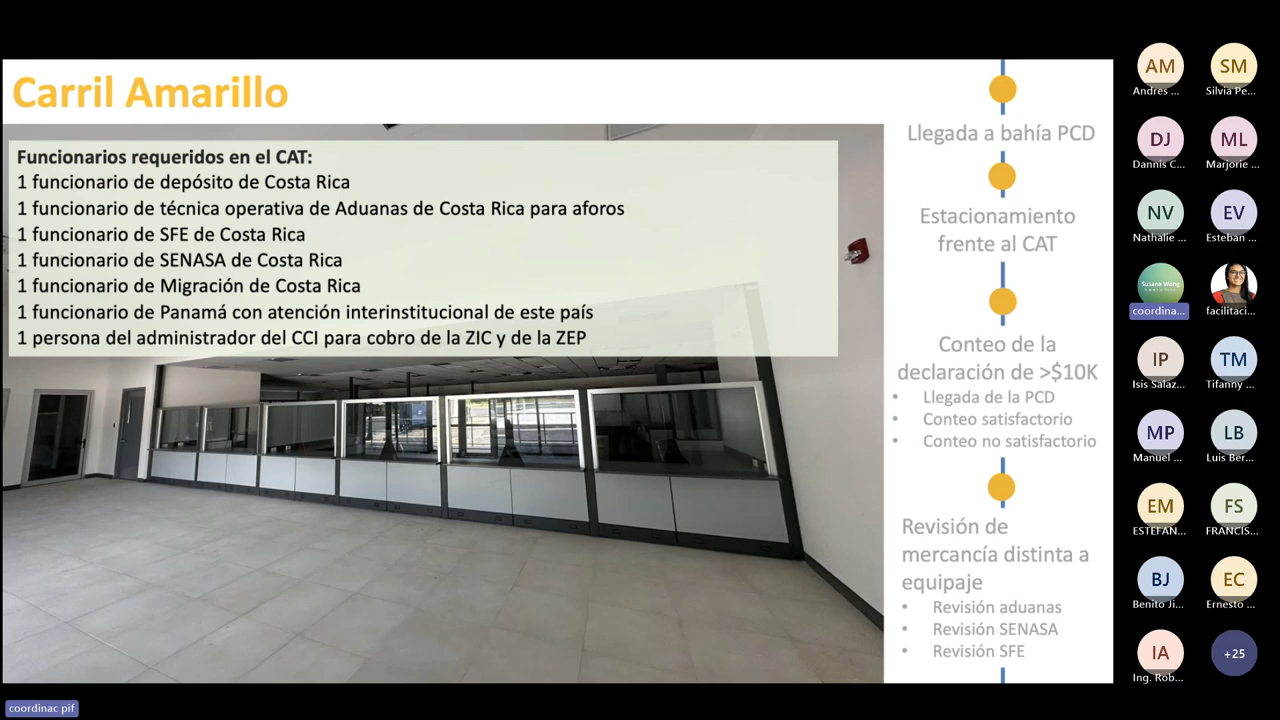 Carril Amarillo
Funcionarios requeridos en el CAT:
1 funcionario de depósito de Costa Rica
1 funcionario de técnica operativa de Aduanas de Costa Rica para aforos
1 funcionario de SFE de Costa Rica
1 funcionario de SENASA de Costa Rica
1 funcionario de Migración de Costa Rica
1 funcionario de Panamá con atención interinstitucional de este país
1 persona del administrador del CCI para cobro de la ZIC y de la ZEP
Llegada a bahía PCD
Estacionamiento
frente al CAT
Conteo de la
declaración de >$10K
• Llegada de la PCD
• Conteo satisfactorio
• Conteo no satisfactorio
Revisión de
mercancía distinta a
equipaje
• Revisión aduanas
• Revisión SENASA
• Revisión SFE
AM
Andres ...
SM
Silvia Pe...
DJ
Dannis C...
ML
Marjorie ...
NV
Nathalie ...
EV
Esteban ...
Susana Wong
coordina...
facilitaci...
IP
Isis Salaz...
TM
Tifanny ...
MP
Manuel ...
LB
Luis Ber...
EM
ESTEFAN...
FS
FRANCIS...
BJ
Benito Ji...
EC
Ernesto ...
IA
Ing. Rob...
+25
coordinac pif